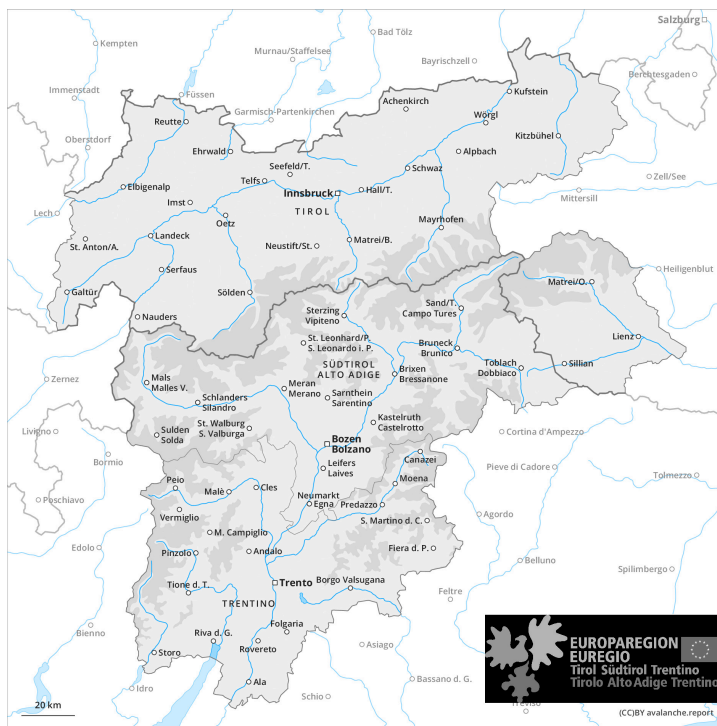 Salzburg
Kempten
Bad Tölz
Murnau/Staffelsee
Bayrischzell
Berchtesgaden
Immenstadt
Füssen
Kufstein
Achenkirch
Garmisch-Partenkirchen
Wörgl
Reutte
Oberstdorf
Kitzbühel
Ehrwald
Alpbach
Seefeld/T.
Schwaz
Zell/See
Telfs
Elbigenalp
Innsbruck
Hall/T.
Mittersill
Imst
TIROL
Lech
Oetz
Mayrhofen
Landeck
Matrei/B.
St. Anton/A.
Neustift/St.
Serfaus
Heiligenblut
Matrei/O.
Galtür
Sölden
Sand/T.
Campo Tures
Nauders
Sterzing
Vipiteno
Lienz
St. Leonhard/P.
S. Leonardo i. P.
Bruneck
Brunico
SÜDTIROL
ALTO ADIGE
Toblach
Dobbiaco
Sillian
Brixen
Bressanone
Zernez
Mals
Malles V.
Meran
Merano
Schlanders
Silandro
Sarnthein
Sarentino
St. Walburg
S. Valburga
Kastelruth
Castelrotto
Livigno
Sulden
Solda
Cortina d'Ampezzo
Bozen
Bolzano
Canazei
Bormio
Pieve di Cadore
Leifers
Laives
Tolmezzo
Peio
Moena
Malè
Cles
Neumarkt
Egna
Predazzo
Poschiavo
Vermiglio
Agordo
S. Martino d. C.
M. Campiglio
Edolo
Pinzolo
Andalo
Fiera d. P.
Belluno
Spilimbergo
Tione d. T.
Trento
Borgo Valsugana
Feltre
TRENTINO
Folgaria
Bienno
Riva d. G.
Rovereto
Asiago
Storo
Ala
Bassano d. G.
Idro
Schio
Treviso
20 km
EUROPAREGION
EUREGIO
Tirol Südtirol Trentino
Tirolo Alto Adige Trentino
(CC)BY avalanche.report